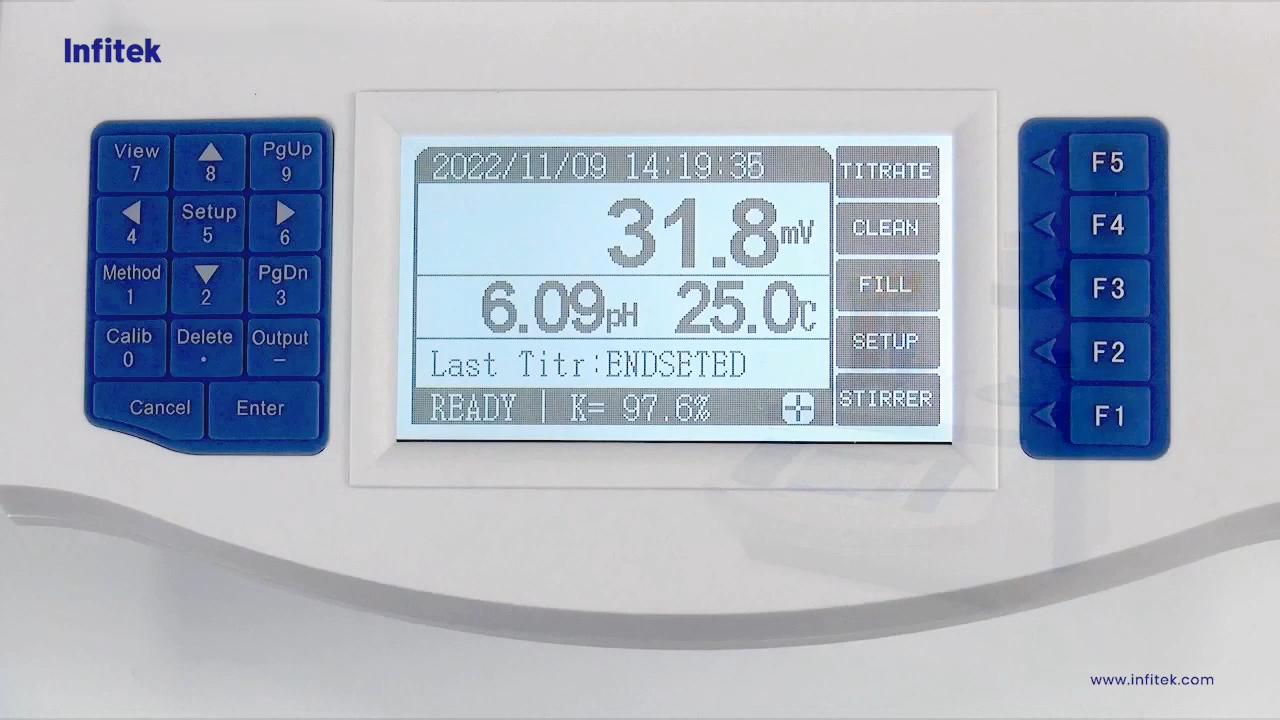 Infitek
View
7
▲
8
PgUp
9
◀
4
Setup
5
▶
6
Method
1
▼
2
PgDn
3
Calib
0
Delete
.
Output
–
Cancel
Enter
2022/11/09 14:19:35
31.8mV
6.09pH 25.0℃
Last Titr:ENDSETED
READY | K= 97.6%
TITRATE
CLEAN
FILL
SETUP
STIRRER
F5
F4
F3
F2
F1
www.infitek.com